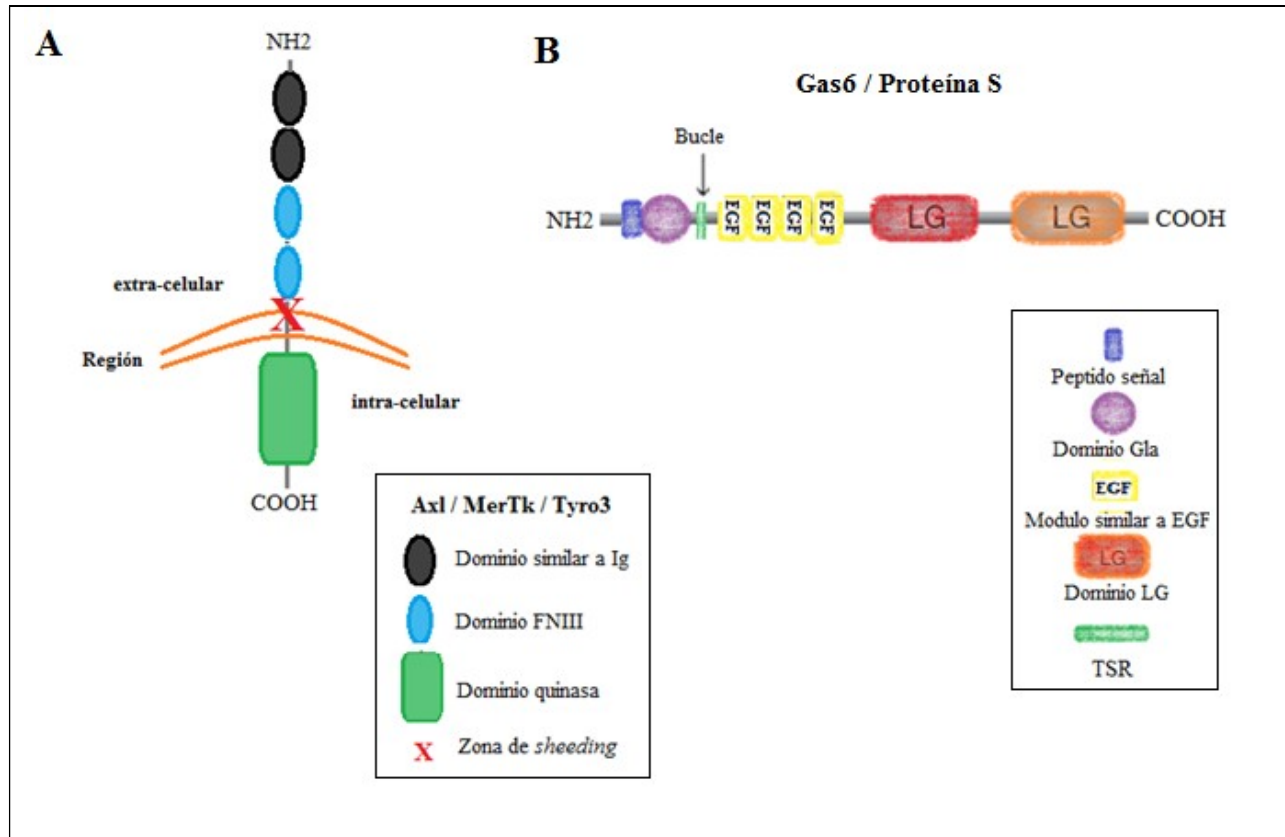 A
NH2
extra-celular
Región
intra-celular
COOH
Axl / MerTk / Tyro3
Dominio similar a Ig
Dominio FNIII
Dominio quinasa
X Zona de sheeding
B
Gas6 / Proteína S
Bucle
NH2 EGF EGF EGF EGF LG LG COOH
Peptido señal
Dominio Gla
EGF
Modulo similar a EGF
LG
Dominio LG
TSR